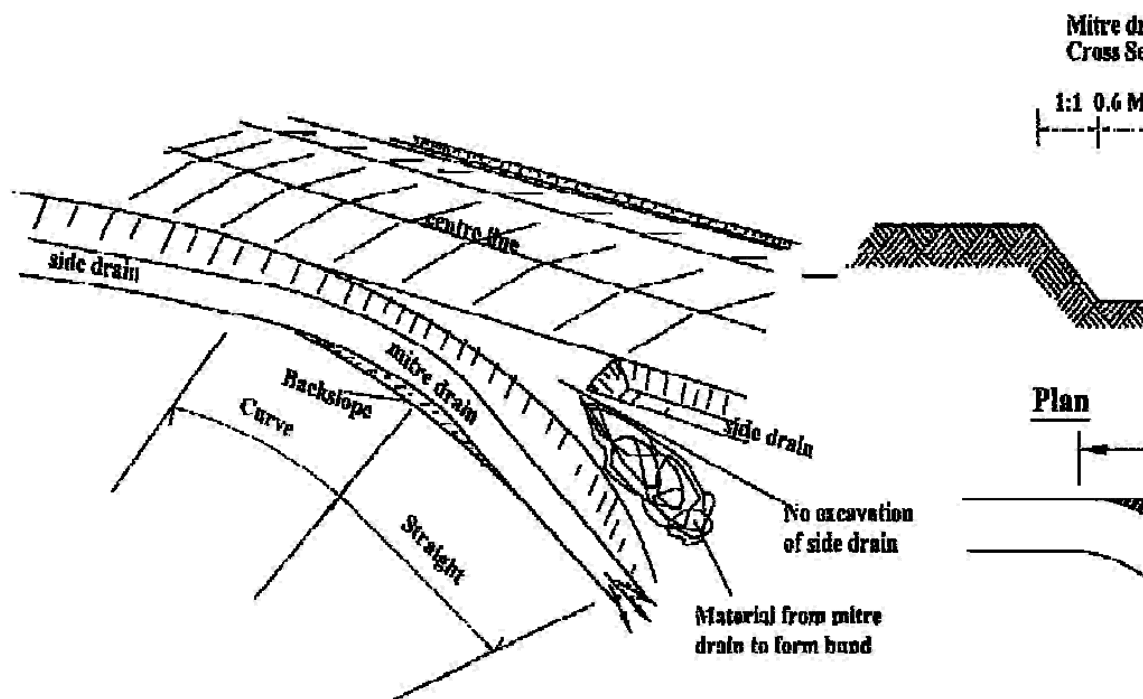 Mitre dr
Cross Se
1:1 0.6 M
centre line
side drain
mitre drain
Backslope
Curve
Straight
side drain
Plan
No excavation
of side drain
Material from mitre
drain to form bund